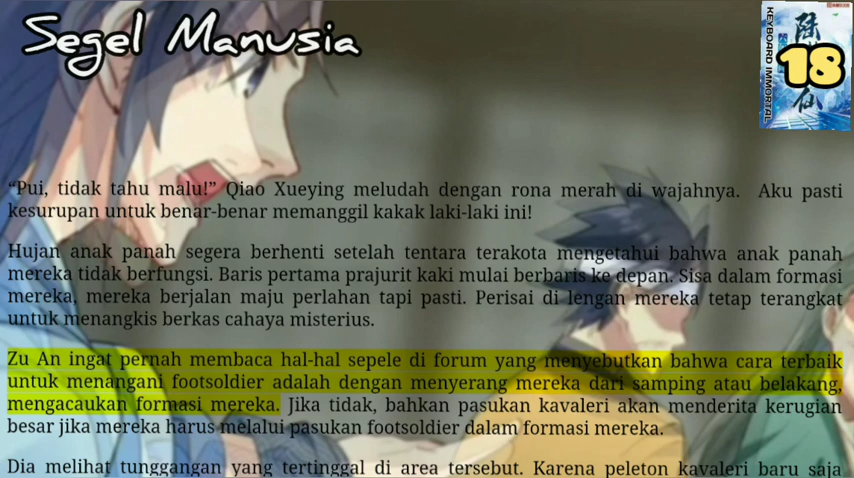 Segel Manusia
KEYBOARD IMMORTAL
18
“Pui, tidak tahu malu!” Qiao Xueying meludah dengan rona merah di wajahnya. Aku pasti
kesurupan untuk benar-benar memanggil kakak laki-laki ini!
Hujan anak panah segera berhenti setelah tentara terakota mengetahui bahwa anak panah
mereka tidak berfungsi. Baris pertama prajurit kaki mulai berbaris ke depan. Sisa dalam formasi
mereka, mereka berjalan maju perlahan tapi pasti. Perisai di lengan mereka tetap terangkat
untuk menangkis berkas cahaya misterius.
Zu An ingat pernah membaca hal-hal sepele di forum yang menyebutkan bahwa cara terbaik
untuk menangani footsoldier adalah dengan menyerang mereka dari samping atau belakang,
mengacaukan formasi mereka. Jika tidak, bahkan pasukan kavaleri akan menderita kerugian
besar jika mereka harus melalui pasukan footsoldier dalam formasi mereka.
Dia melihat tunggangan yang tertinggal di area tersebut. Karena peleton kavaleri baru saja